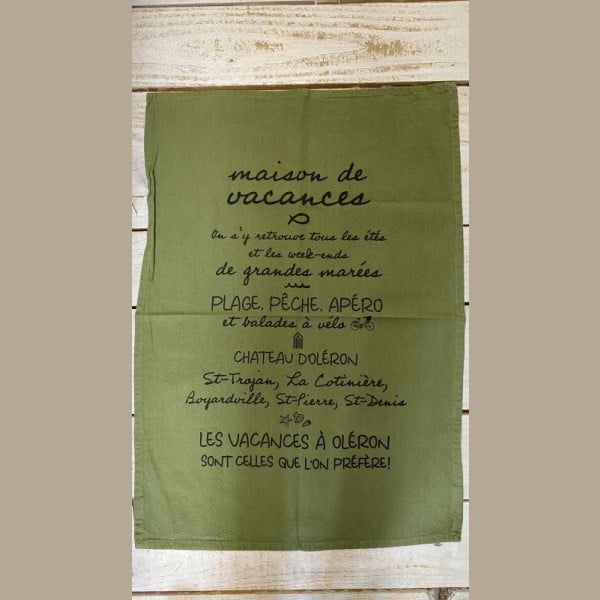 maison de
vacances
On s'y retrouve tous les étés
et les week-ends
de grandes marées
PLAGE, PÊCHE, APÉRO
et balades à vélo
CHATEAU D'OLÉRON
St-Trojan, La Cotinière,
Boyardville, St-Pierre, St-Denis
LES VACANCES À OLÉRON
SONT CELLES QUE L'ON PRÉFÈRE!